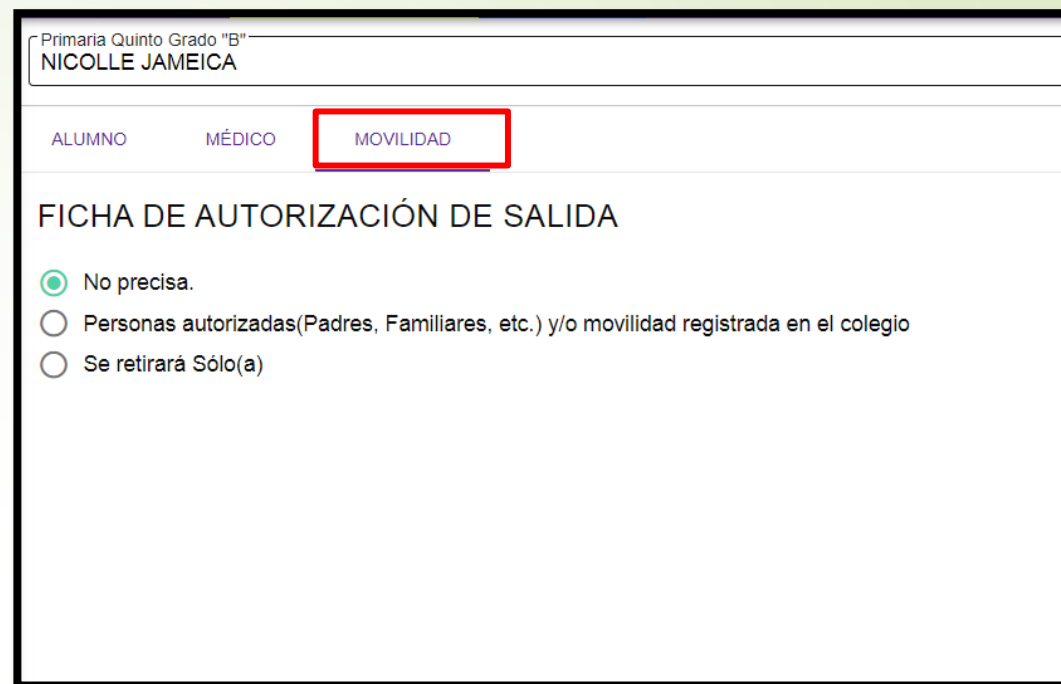 Primaria Quinto Grado "B"
NICOLLE JAMEICA
ALUMNO MÉDICO MOVILIDAD
FICHA DE AUTORIZACIÓN DE SALIDA
No precisa.
Personas autorizadas(Padres, Familiares, etc.) y/o movilidad registrada en el colegio
Se retirará Sólo(a)